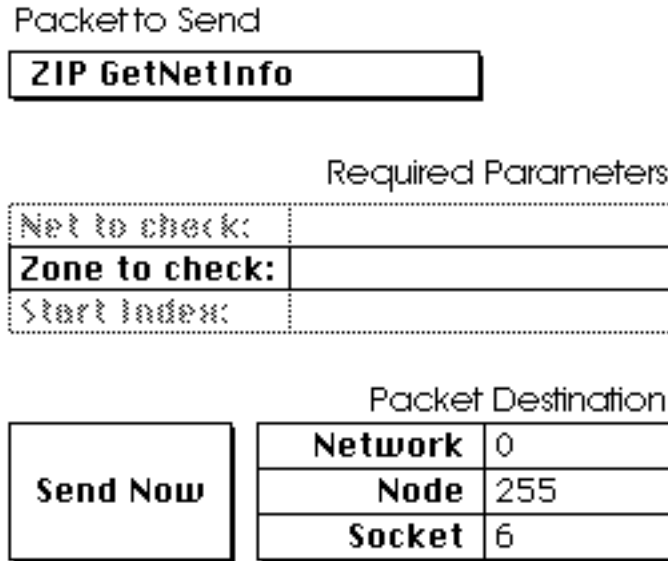 Packet to Send
ZIP GetNetInfo
Required Parameters
Net to check:
Zone to check:
Start Index:
Packet Destination
Send Now
Network 0
Node 255
Socket 6